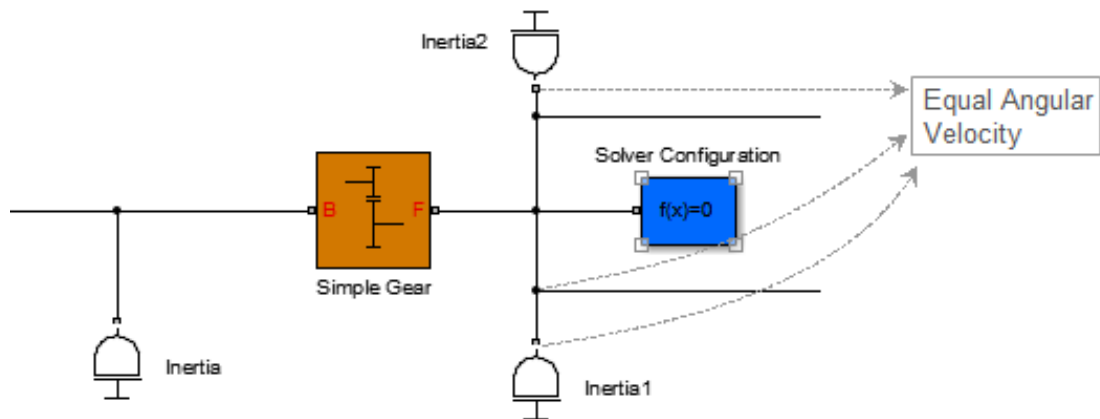 Inertia2
Equal Angular
Velocity
Solver Configuration
B
F
f(x)=0
Simple Gear
Inertia
Inertia1